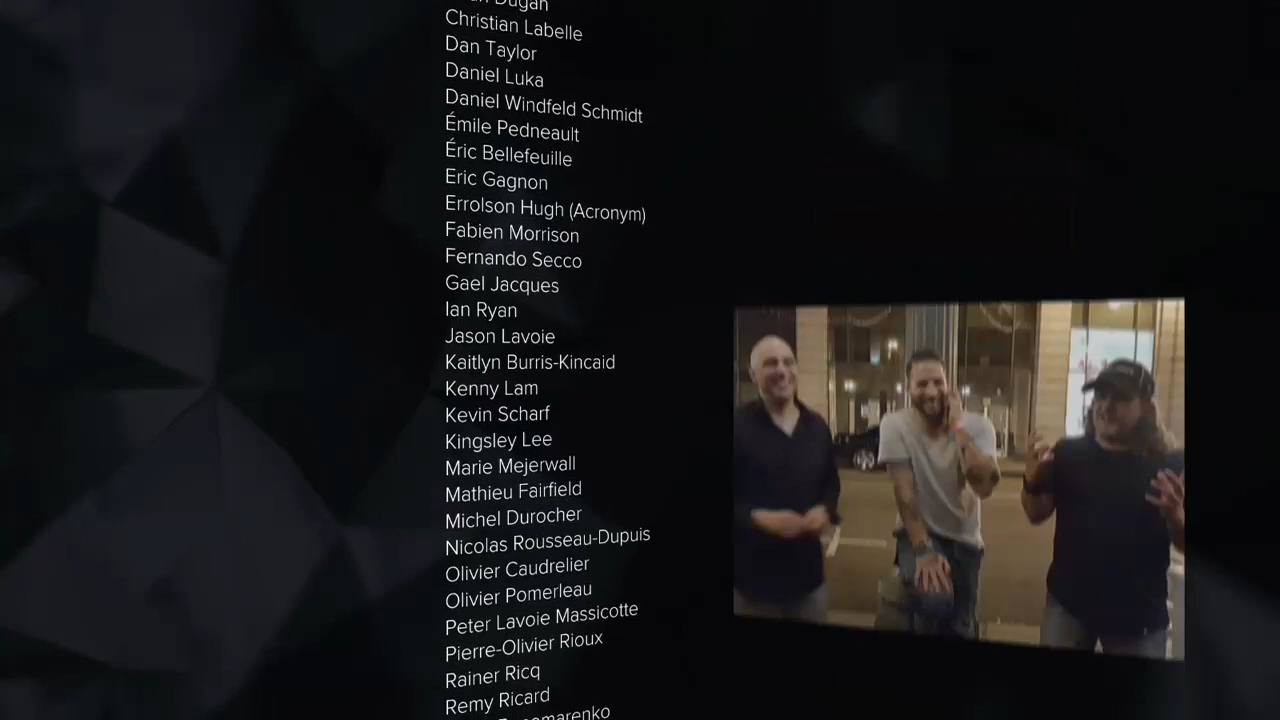 Dugan
Christian Labelle
Dan Taylor
Daniel Luka
Daniel Windfeld Schmidt
Émile Pedneault
Éric Bellefeuille
Eric Gagnon
Errolson Hugh (Acronym)
Fabien Morrison
Fernando Secco
Gael Jacques
Ian Ryan
Jason Lavoie
Kaitlyn Burris-Kincaid
Kenny Lam
Kevin Scharf
Kingsley Lee
Marie Mejerwall
Mathieu Fairfield
Michel Durocher
Nicolas Rousseau-Dupuis
Olivier Caudrelier
Olivier Pomerleau
Peter Lavoie Massicotte
Pierre-Olivier Rioux
Rainer Ricq
Remy Ricard